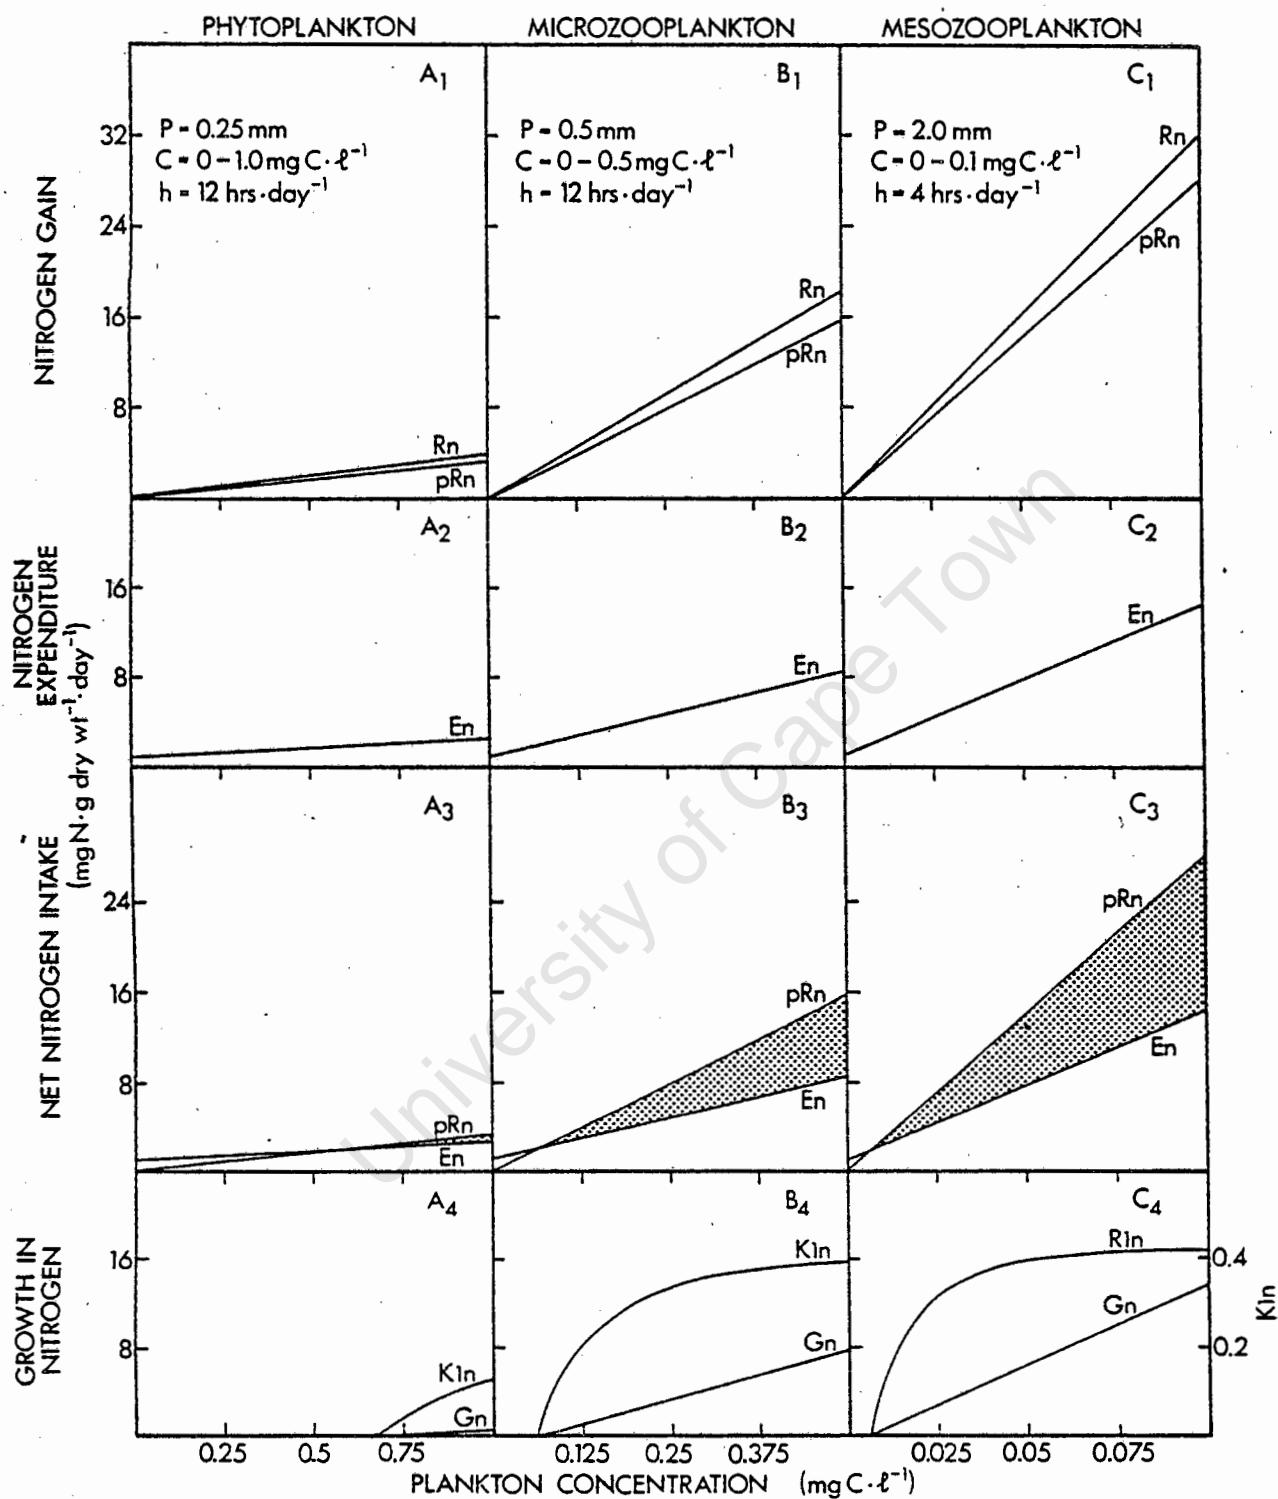 PHYTOPLANKTON MICROZOOPLANKTON MESOZOOPLANKTON
A1
P = 0.25 mm
C = 0 – 1.0 mg C·ℓ⁻¹
h = 12 hrs·day⁻¹
Rn
pRn
B1
P = 0.5 mm
C = 0 – 0.5 mg C·ℓ⁻¹
h = 12 hrs·day⁻¹
Rn
pRn
C1
P = 2.0 mm
C = 0 – 0.1 mg C·ℓ⁻¹
h = 4 hrs·day⁻¹
Rn
pRn
NITROGEN GAIN
32
24
16
8
A2
En
B2
En
C2
En
NITROGEN
EXPENDITURE
(mg N·g dry wt⁻¹·day⁻¹)
16
8
A3
pRn
En
B3
pRn
En
C3
pRn
En
NET NITROGEN INTAKE
24
16
8
A4
K1n
Gn
B4
K1n
Gn
C4
R1n
Gn
GROWTH IN
NITROGEN
16
8
0.4
0.2
K1n
0.25 0.5 0.75 0.125 0.25 0.375 0.025 0.05 0.075
PLANKTON CONCENTRATION (mg C·ℓ⁻¹)
University of Cape Town